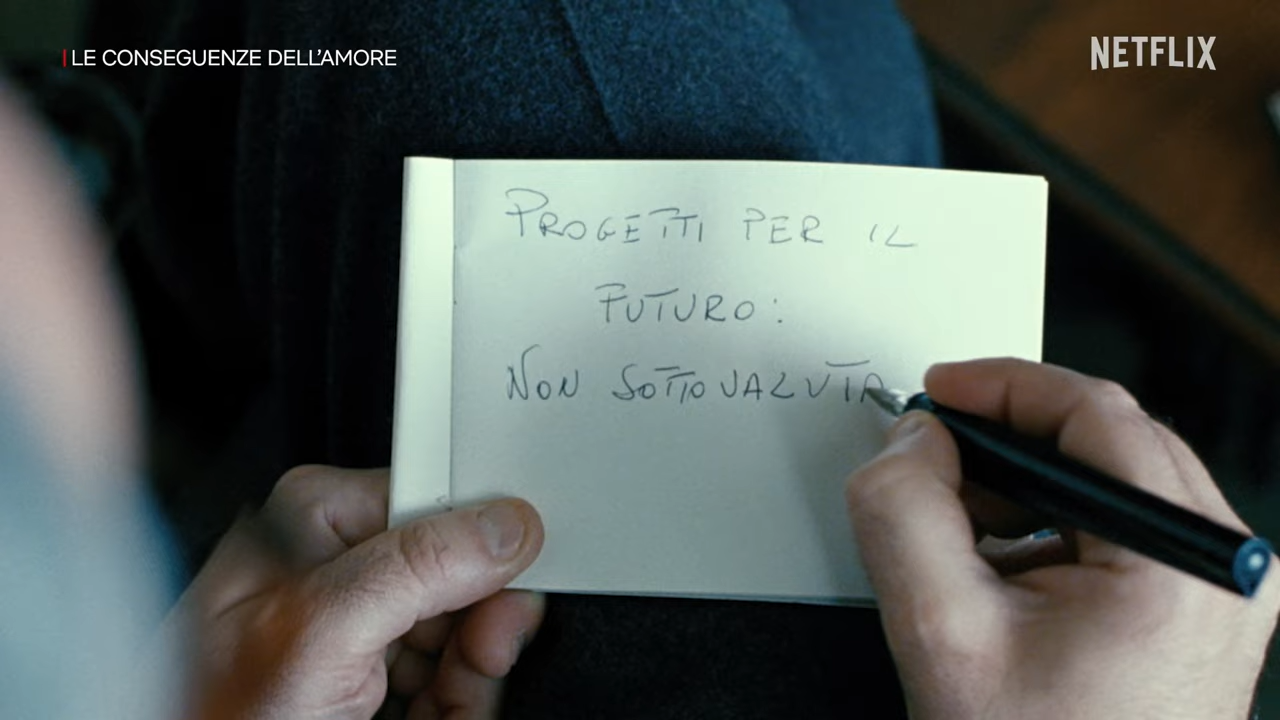 LE CONSEGUENZE DELL'AMORE
NETFLIX
PROGETTI PER IL
FUTURO:
NON SOTTOVALUTA